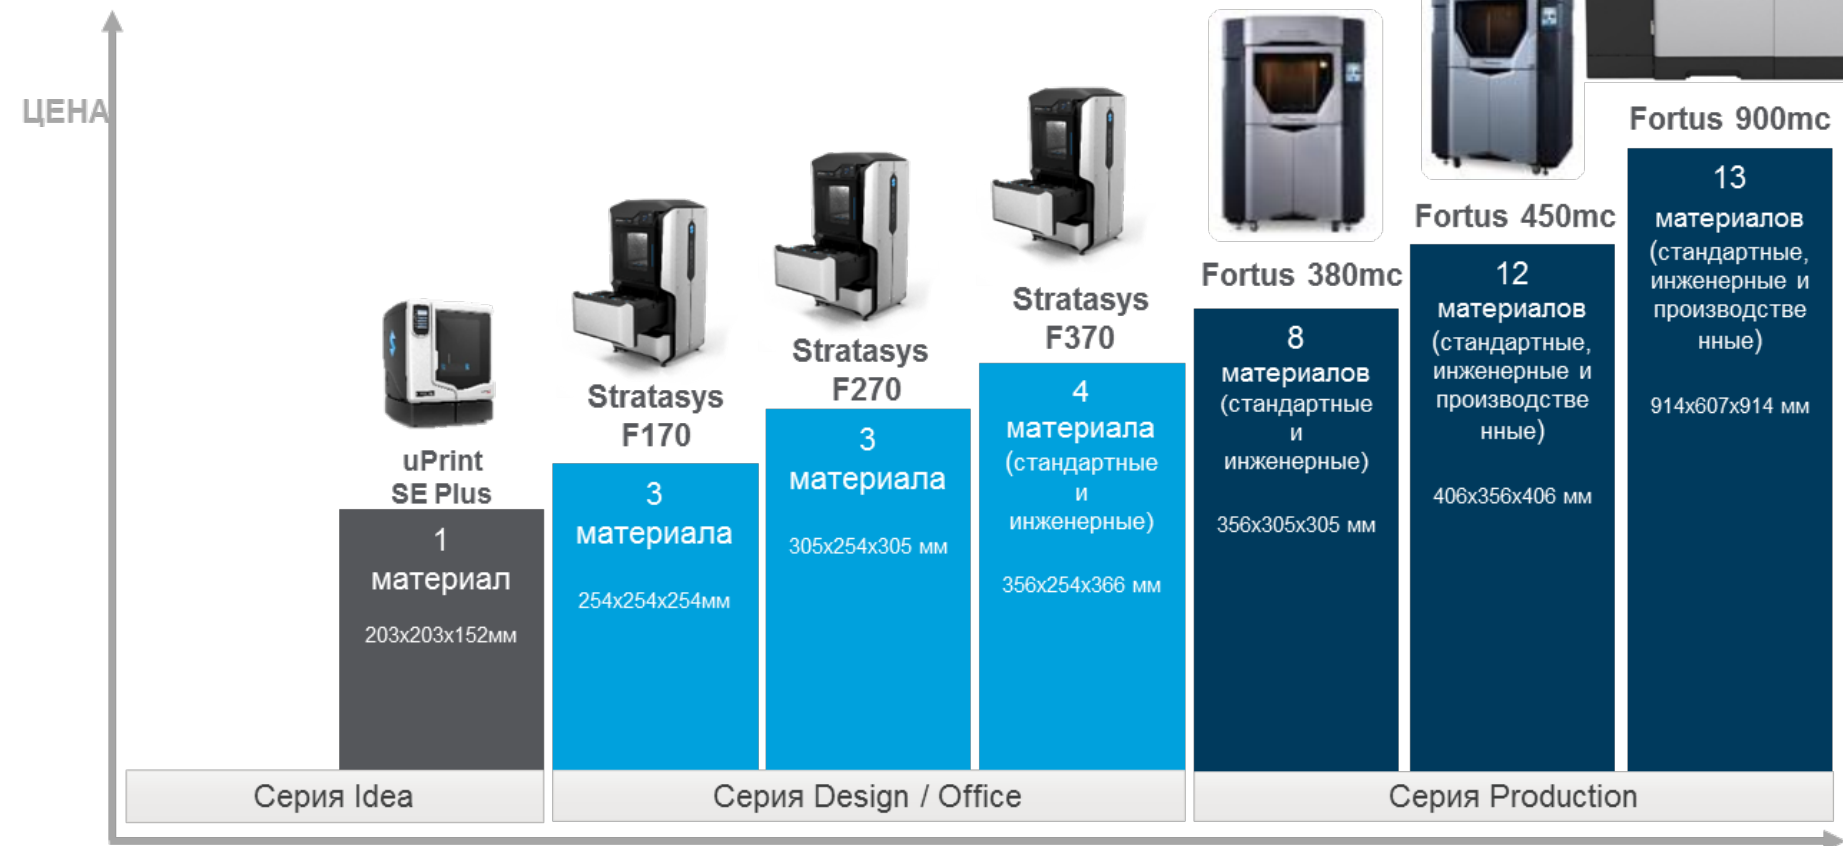 ЦЕНА
uPrint
SE Plus
1
материал
203x203x152мм
Stratasys
F170
3
материала
254x254x254мм
Stratasys
F270
3
материала
305x254x305 мм
Stratasys
F370
4
материала
(стандартные
и
инженерные)
356x254x366 мм
Fortus 380mc
8
материалов
(стандартные
и
инженерные)
356x305x305 мм
Fortus 450mc
12
материалов
(стандартные,
инженерные и
производстве
нные)
406x356x406 мм
Fortus 900mc
13
материалов
(стандартные,
инженерные и
производстве
нные)
914x607x914 мм
Серия Idea
Серия Design / Office
Серия Production